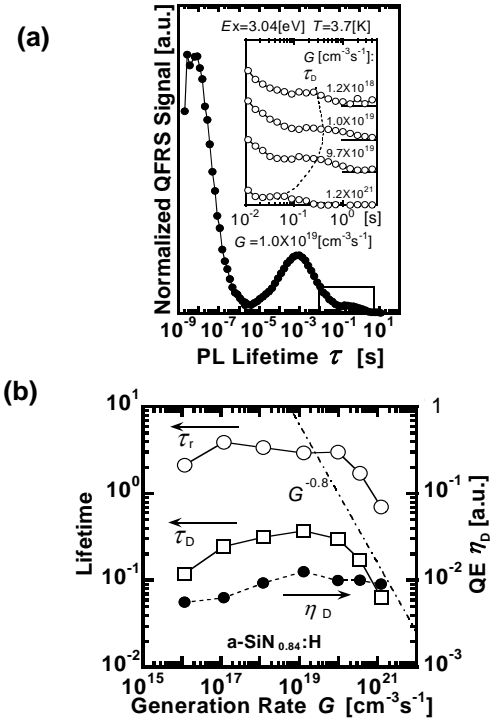 (a)
Ex=3.04[eV] T=3.7[K]
Normalized QFRS Signal [a.u.]
G [cm⁻³s⁻¹]:
τD
1.2X10¹⁸
1.0X10¹⁹
9.7X10¹⁹
1.2X10²¹
10⁻² 10⁻¹ 10⁰ [s]
G =1.0X10¹⁹[cm⁻³s⁻¹]
10⁻⁹ 10⁻⁷ 10⁻⁵ 10⁻³ 10⁻¹ 10¹
PL Lifetime τ [s]
(b)
10¹
10⁰
10⁻¹
10⁻²
Lifetime
τr
G⁻⁰·⁸
τD
ηD
a-SiN₀.₈₄:H
1
10⁻¹
10⁻²
10⁻³
QE ηD [a.u.]
10¹⁵ 10¹⁷ 10¹⁹ 10²¹
Generation Rate G [cm⁻³s⁻¹]